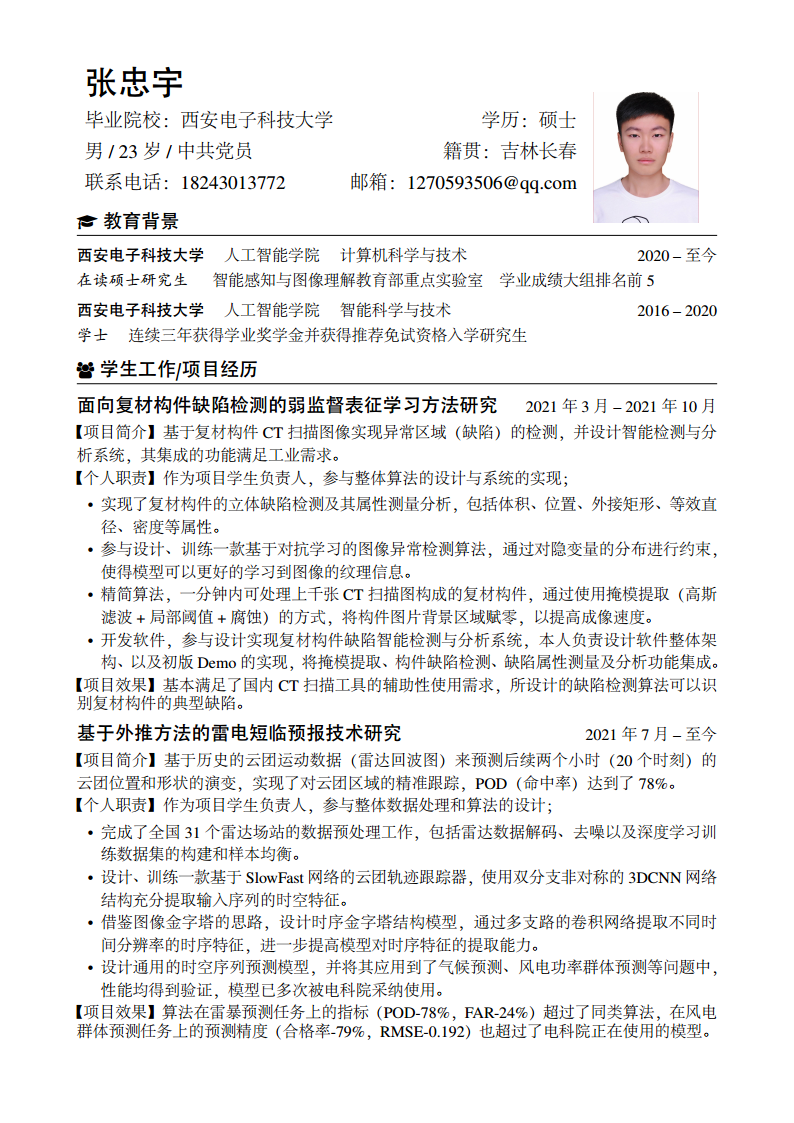 张忠宇
毕业院校：西安电子科技大学 学历：硕士
男 / 23 岁 / 中共党员 籍贯：吉林长春
联系电话：18243013772 邮箱：1270593506@qq.com
教育背景
西安电子科技大学 人工智能学院 计算机科学与技术 2020 – 至今
在读硕士研究生 智能感知与图像理解教育部重点实验室 学业成绩大组排名前 5
西安电子科技大学 人工智能学院 智能科学与技术 2016 – 2020
学士 连续三年获得学业奖学金并获得推荐免试资格入学研究生
学生工作/项目经历
面向复材构件缺陷检测的弱监督表征学习方法研究 2021 年 3 月 – 2021 年 10 月
【项目简介】基于复材构件 CT 扫描图像实现异常区域（缺陷）的检测，并设计智能检测与分
析系统，其集成的功能满足工业需求。
【个人职责】作为项目学生负责人，参与整体算法的设计与系统的实现；
• 实现了复材构件的立体缺陷检测及其属性测量分析，包括体积、位置、外接矩形、等效直
径、密度等属性。
• 参与设计、训练一款基于对抗学习的图像异常检测算法，通过对隐变量的分布进行约束，
使得模型可以更好的学习到图像的纹理信息。
• 精简算法，一分钟内可处理上千张 CT 扫描图构成的复材构件，通过使用掩模提取（高斯
滤波 + 局部阈值 + 腐蚀）的方式，将构件图片背景区域赋零，以提高成像速度。
• 开发软件，参与设计实现复材构件缺陷智能检测与分析系统，本人负责设计软件整体架
构、以及初版 Demo 的实现，将掩模提取、构件缺陷检测、缺陷属性测量及分析功能集成。
【项目效果】基本满足了国内 CT 扫描工具的辅助性使用需求，所设计的缺陷检测算法可以识
别复材构件的典型缺陷。
基于外推方法的雷电短临预报技术研究 2021 年 7 月 – 至今
【项目简介】基于历史的云团运动数据（雷达回波图）来预测后续两个小时（20 个时刻）的
云团位置和形状的演变，实现了对云团区域的精准跟踪，POD（命中率）达到了 78%。
【个人职责】作为项目学生负责人，参与整体数据处理和算法的设计；
• 完成了全国 31 个雷达场站的数据预处理工作，包括雷达数据解码、去噪以及深度学习训
练数据集的构建和样本均衡。
• 设计、训练一款基于 SlowFast 网络的云团轨迹跟踪器，使用双分支非对称的 3DCNN 网络
结构充分提取输入序列的时空特征。
• 借鉴图像金字塔的思路，设计时序金字塔结构模型，通过多支路的卷积网络提取不同时
间分辨率的时序特征，进一步提高模型对时序特征的提取能力。
• 设计通用的时空序列预测模型，并将其应用到了气候预测、风电功率群体预测等问题中，
性能均得到验证，模型已多次被电科院采纳使用。
【项目效果】算法在雷暴预测任务上的指标（POD-78%，FAR-24%）超过了同类算法，在风电
群体预测任务上的预测精度（合格率-79%，RMSE-0.192）也超过了电科院正在使用的模型。